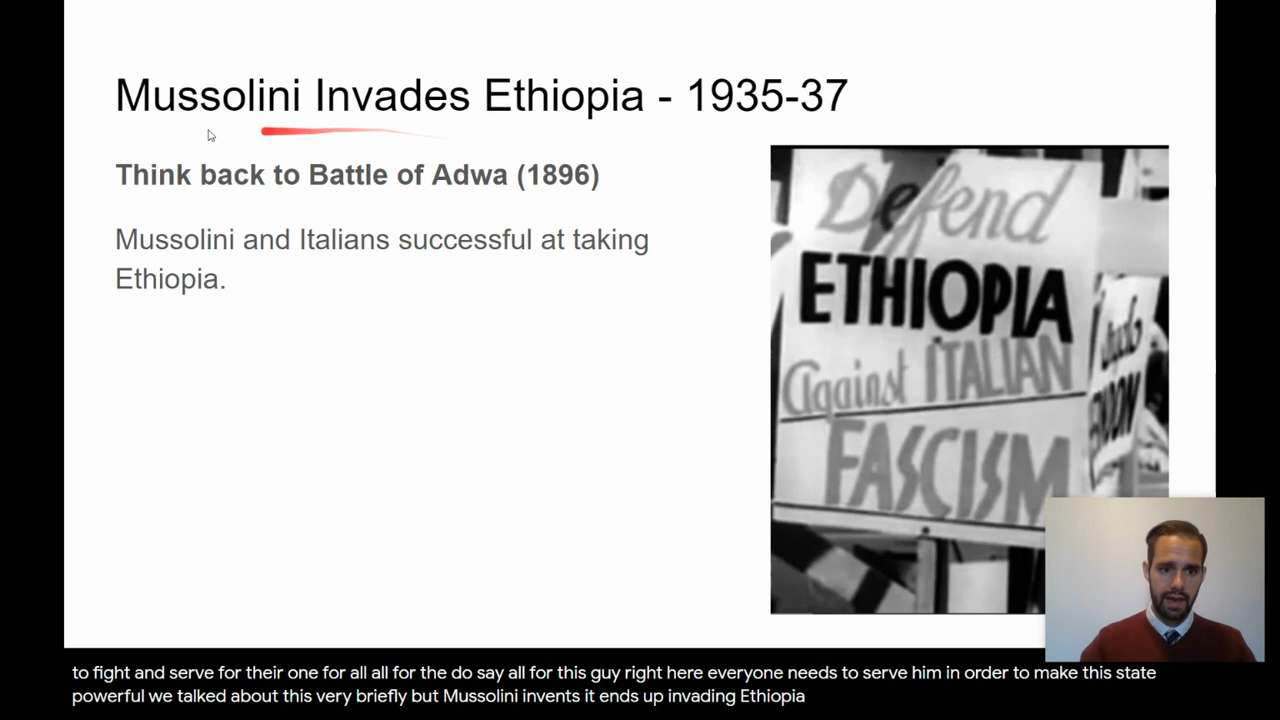 Mussolini Invades Ethiopia - 1935-37
Think back to Battle of Adwa (1896)
Mussolini and Italians successful at taking
Ethiopia.
Defend
ETHIOPIA
against ITALIAN
FASCISM
to fight and serve for their one for all all for the do say all for this guy right here everyone needs to serve him in order to make this state
powerful we talked about this very briefly but Mussolini invents it ends up invading Ethiopia